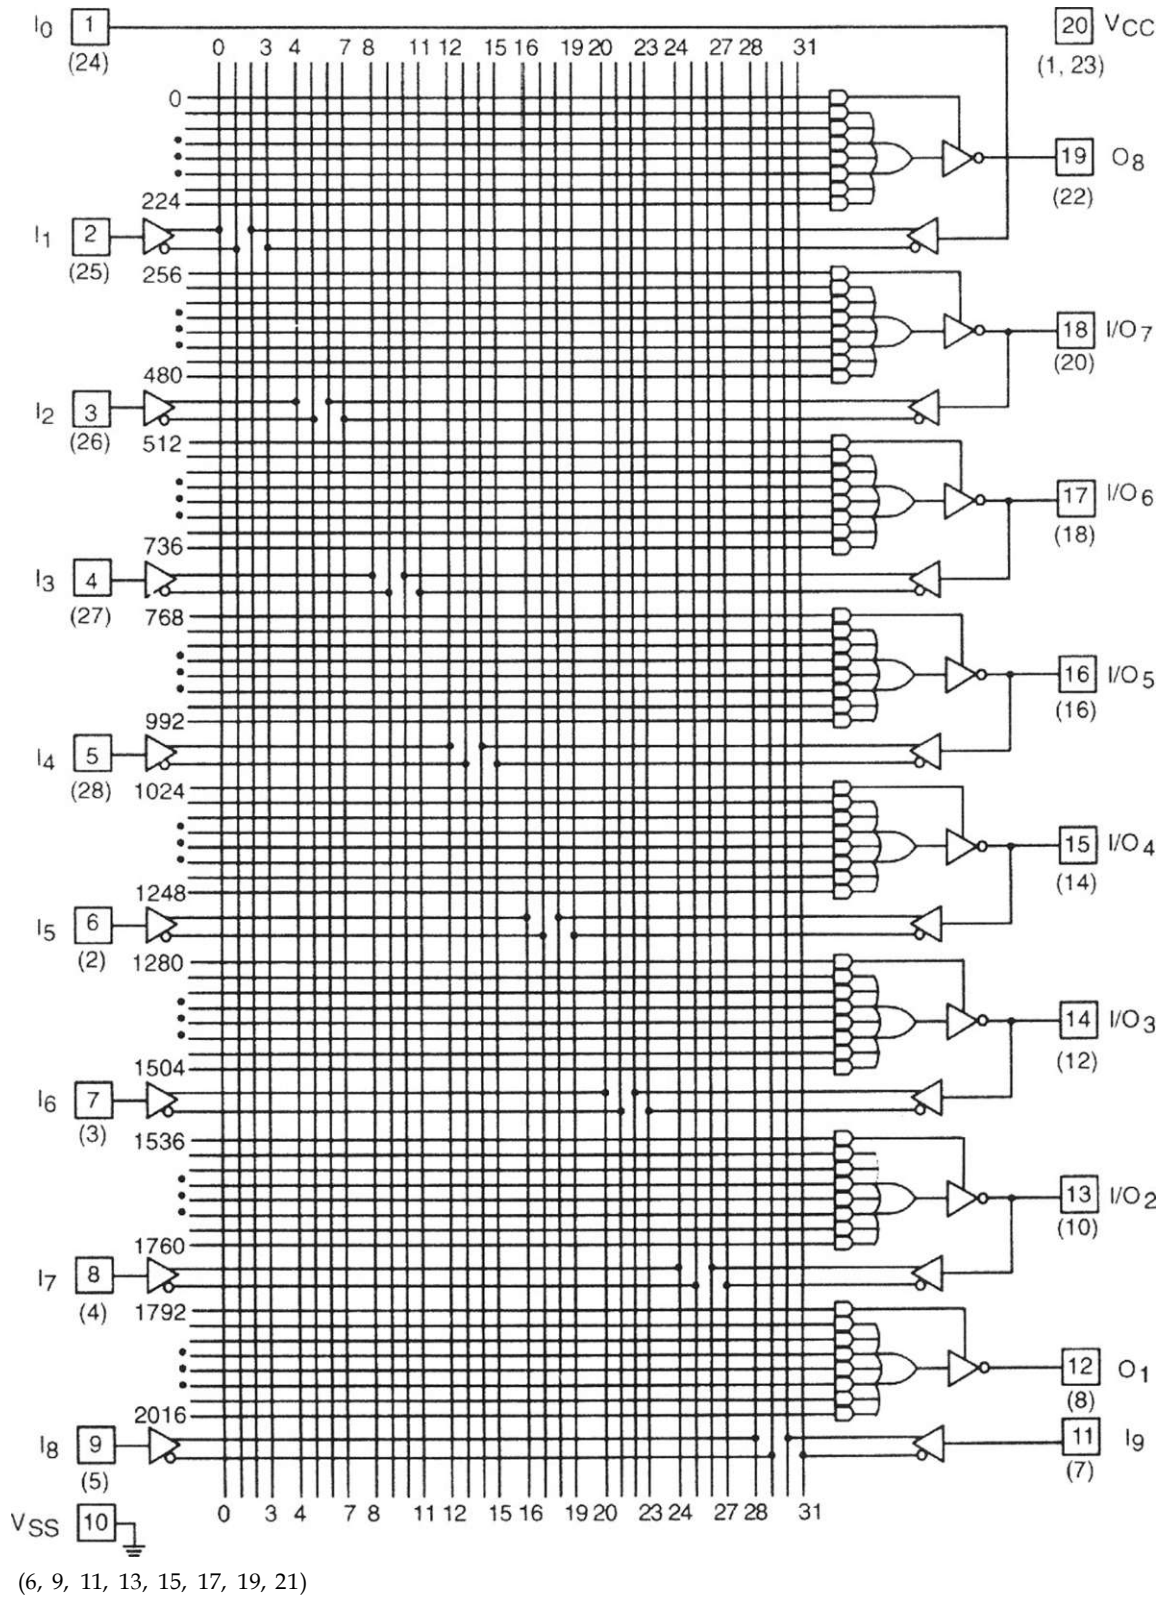 I0 1 20 VCC
(24) 0 3 4 7 8 11 12 15 16 19 20 23 24 27 28 31 (1, 23)
0
19 O8
224 (22)
I1 2
(25) 256
18 I/O7
480 (20)
I2 3
(26) 512
17 I/O6
736 (18)
I3 4
(27) 768
16 I/O5
992 (16)
I4 5
(28) 1024
15 I/O4
1248 (14)
I5 6
(2) 1280
14 I/O3
1504 (12)
I6 7
(3) 1536
13 I/O2
1760 (10)
I7 8
(4) 1792
12 O1
2016 (8)
I8 9 11 I9
(5) (7)
0 3 4 7 8 11 12 15 16 19 20 23 24 27 28 31
VSS 10
(6, 9, 11, 13, 15, 17, 19, 21)